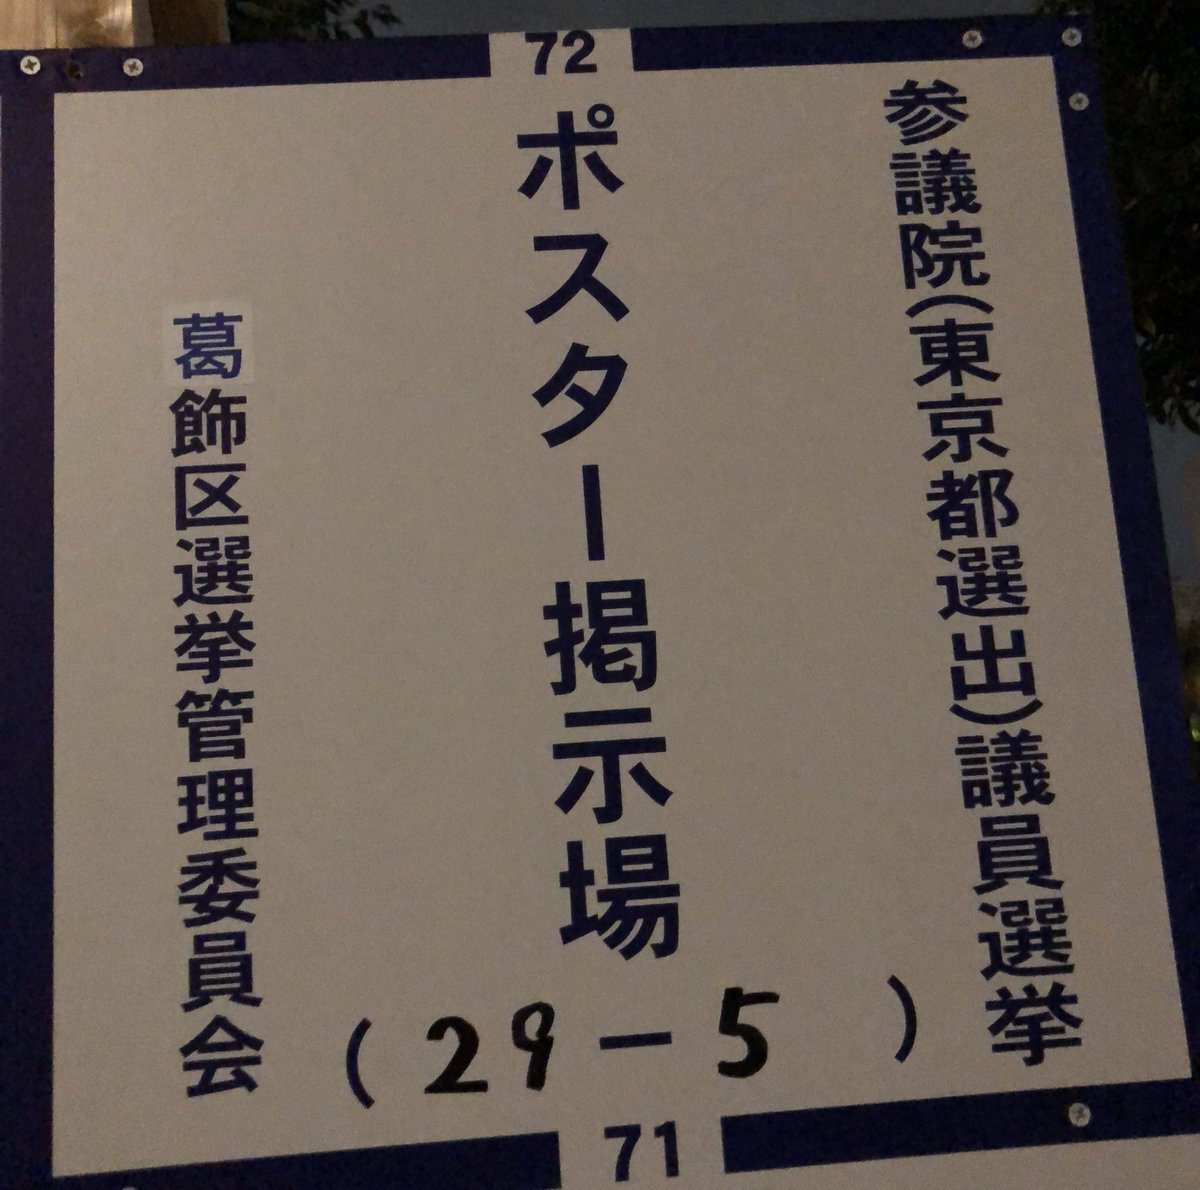 72
参議院(東京都選出)議員選挙
ポスター掲示場
葛飾区選挙管理委員会
(29-5)
71